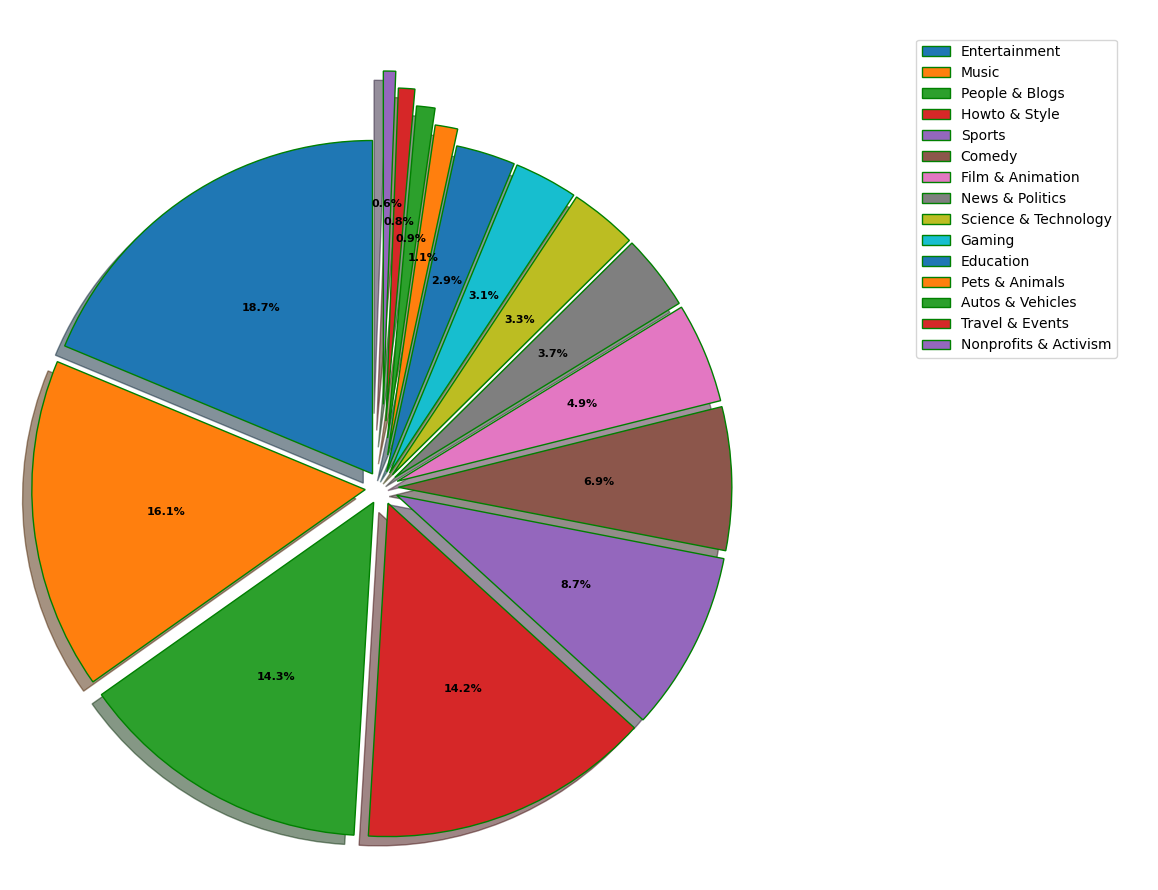 Entertainment
Music
People & Blogs
Howto & Style
Sports
Comedy
Film & Animation
News & Politics
Science & Technology
Gaming
Education
Pets & Animals
Autos & Vehicles
Travel & Events
Nonprofits & Activism
0.6%
0.8%
0.9%
1.1%
2.9%
3.1%
3.3%
3.7%
4.9%
6.9%
8.7%
14.2%
14.3%
16.1%
18.7%